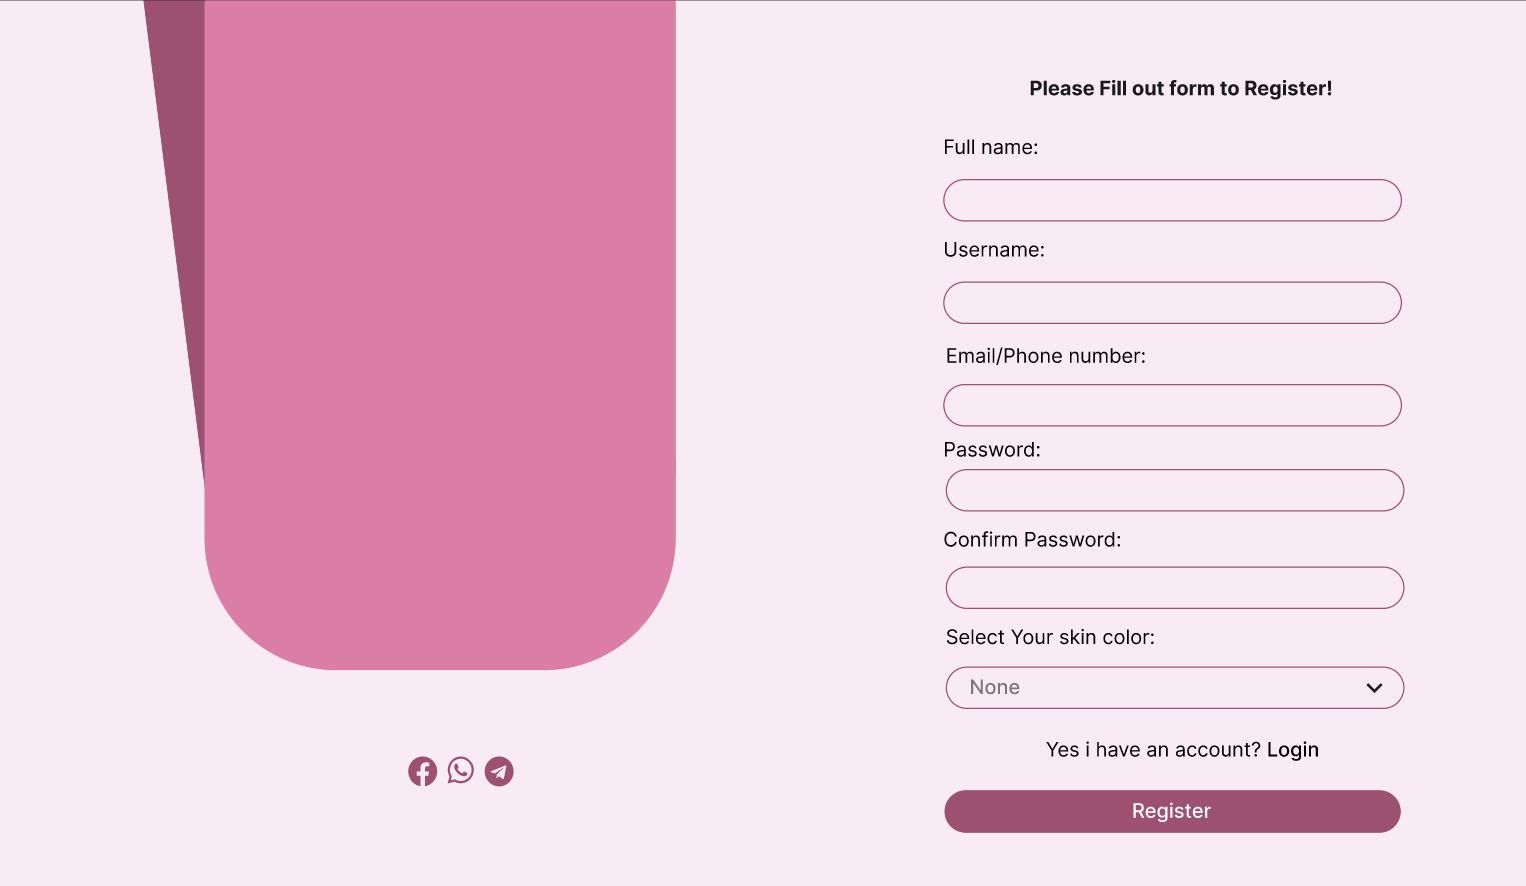 Please Fill out form to Register!
Full name:
Username:
Email/Phone number:
Password:
Confirm Password:
Select Your skin color:
None
Yes i have an account? Login
Register